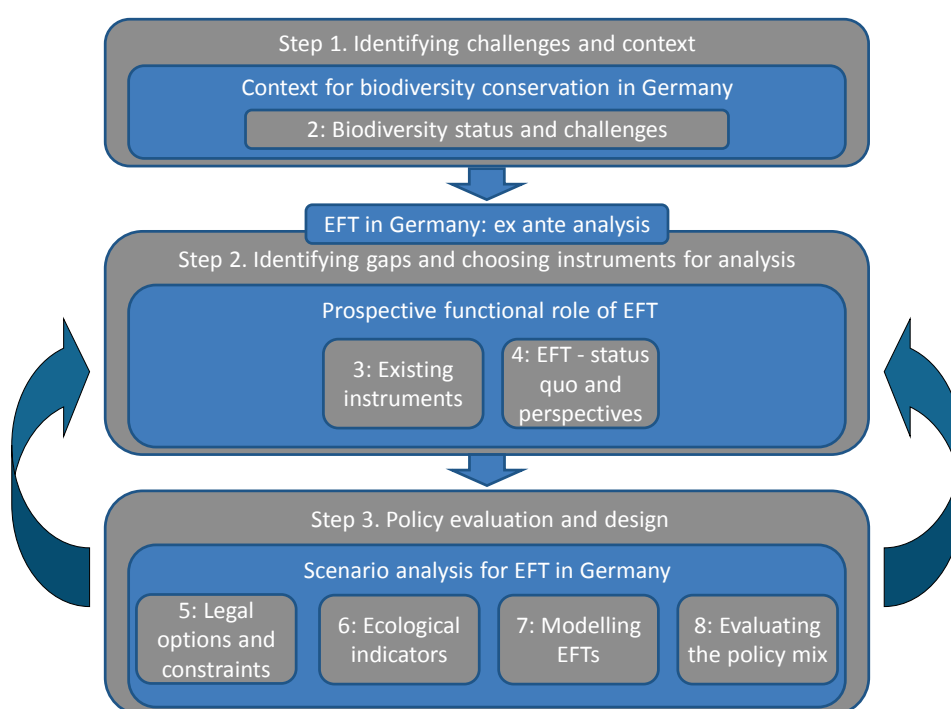 Step 1. Identifying challenges and context
Context for biodiversity conservation in Germany
2: Biodiversity status and challenges
EFT in Germany: ex ante analysis
Step 2. Identifying gaps and choosing instruments for analysis
Prospective functional role of EFT
3: Existing
instruments
4: EFT - status
quo and
perspectives
Step 3. Policy evaluation and design
Scenario analysis for EFT in Germany
5: Legal
options and
constraints
6: Ecological
indicators
7: Modelling
EFTs
8: Evaluating
the policy mix